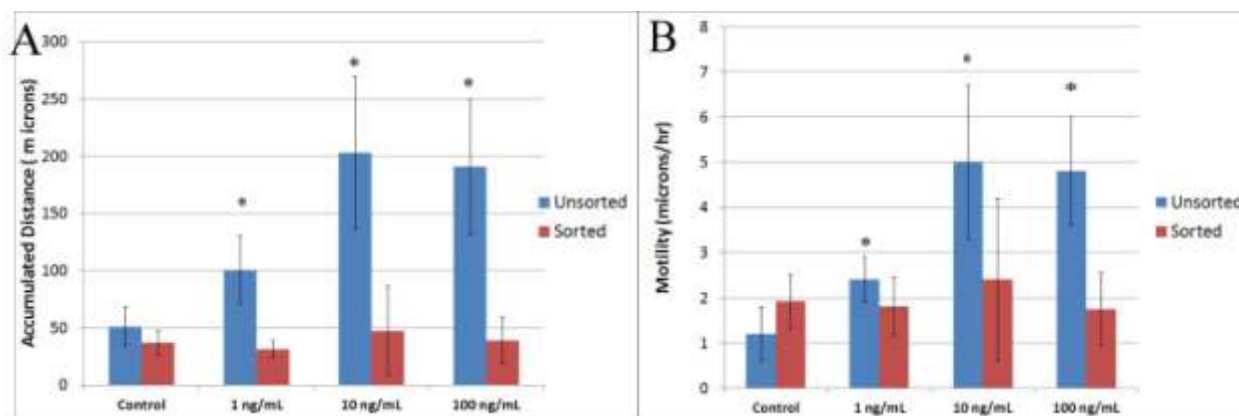 A
Accumulated Distance ( m icrons)
300
250
200
150
100
50
0
*
*
*
Control
1 ng/mL
10 ng/mL
100 ng/mL
Unsorted
Sorted
B
Motility (microns/hr)
8
7
6
5
4
3
2
1
0
*
*
*
Control
1 ng/mL
10 ng/mL
100 ng/mL
Unsorted
Sorted